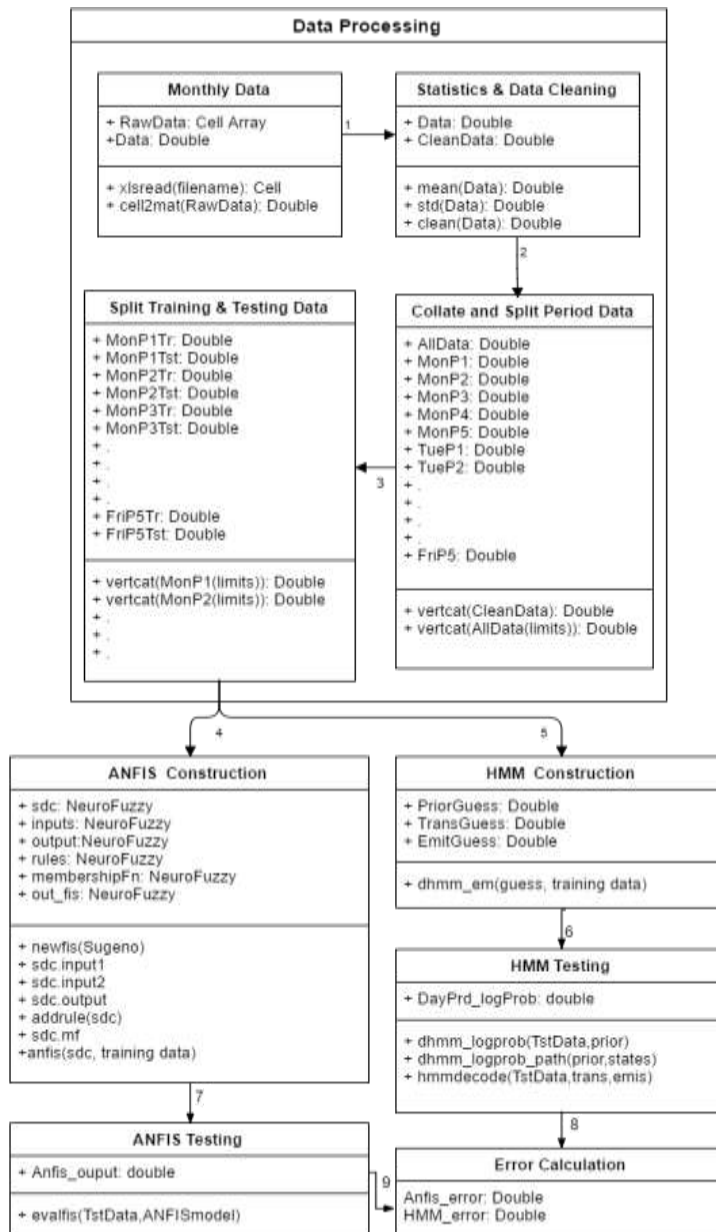 Data Processing
Monthly Data
+ RawData: Cell Array
+Data: Double
+ xlsread(filename): Cell
+ cell2mat(RawData): Double
1
Statistics & Data Cleaning
+ Data: Double
+ CleanData: Double
+ mean(Data): Double
+ std(Data): Double
+ clean(Data): Double
2
Collate and Split Period Data
+ AllData: Double
+ MonP1: Double
+ MonP2: Double
+ MonP3: Double
+ MonP4: Double
+ MonP5: Double
+ TueP1: Double
+ TueP2: Double
+ .
+ .
+ .
+ .
+ FriP5: Double
+ vertcat(CleanData): Double
+ vertcat(AllData(limits)): Double
3
Split Training & Testing Data
+ MonP1Tr: Double
+ MonP1Tst: Double
+ MonP2Tr: Double
+ MonP2Tst: Double
+ MonP3Tr: Double
+ MonP3Tst: Double
+ .
+ .
+ .
+ .
+ FriP5Tr: Double
+ FriP5Tst: Double
+ vertcat(MonP1(limits)): Double
+ vertcat(MonP2(limits)): Double
+ .
+ .
+ .
4
5
ANFIS Construction
+ sdc: NeuroFuzzy
+ inputs: NeuroFuzzy
+ output:NeuroFuzzy
+ rules: NeuroFuzzy
+ membershipFn: NeuroFuzzy
+ out_fis: NeuroFuzzy
+ newfis(Sugeno)
+ sdc.input1
+ sdc.input2
+ sdc.output
+ addrule(sdc)
+ sdc.mf
+anfis(sdc, training data)
HMM Construction
+ PriorGuess: Double
+ TransGuess: Double
+ EmitGuess: Double
+ dhmm_em(guess, training data)
6
HMM Testing
+ DayPrd_logProb: double
+ dhmm_logprob(TstData,prior)
+ dhmm_logprob_path(prior,states)
+ hmmdecode(TstData,trans,emis)
7
8
ANFIS Testing
+ Anfis_ouput: double
+ evalfis(TstData,ANFISmodel)
9
Error Calculation
Anfis_error: Double
HMM_error: Double